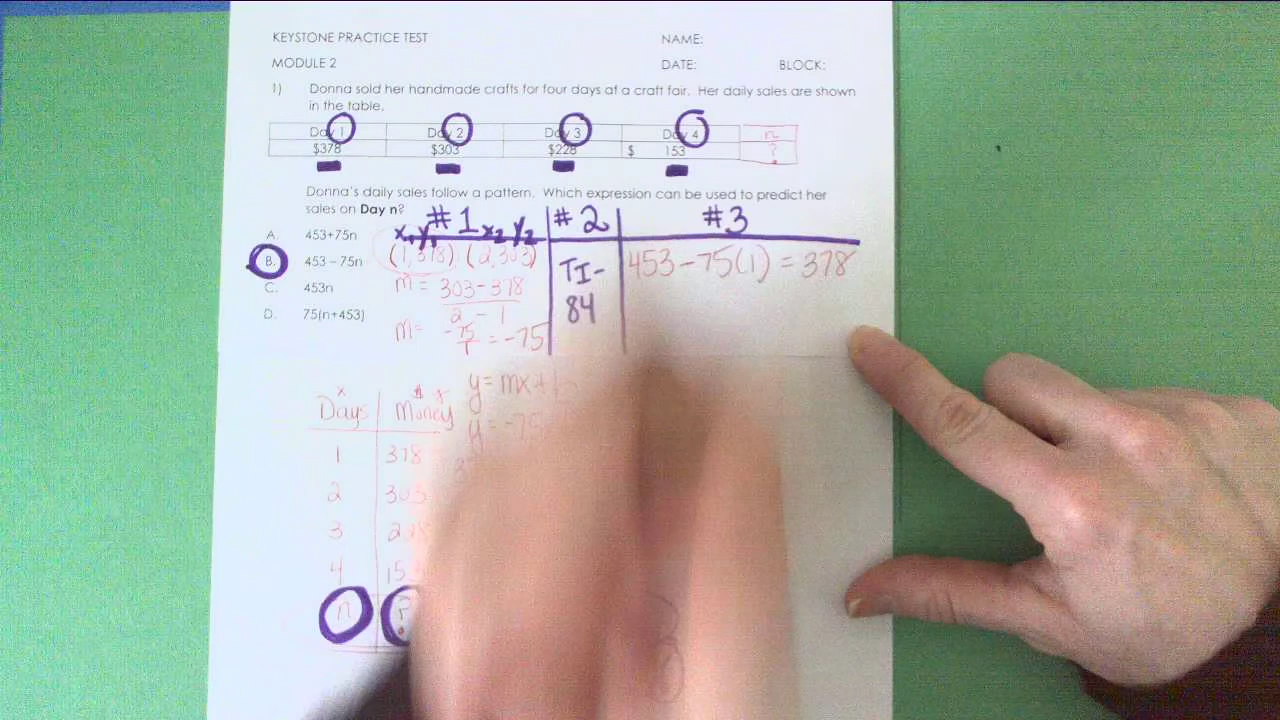 KEYSTONE PRACTICE TEST NAME:
MODULE 2 DATE: BLOCK:
1) Donna sold her handmade crafts for four days at a craft fair. Her daily sales are shown
in the table.
Day 1 Day 2 Day 3 Day 4 n
$378 $303 $228 $ 153 ?
Donna's daily sales follow a pattern. Which expression can be used to predict her
sales on Day n?
#1 #2 #3
A. 453+75n x₁ y₁ x₂ y₂
B. 453 – 75n (1, 378) (2, 303) TI- 453 - 75(1) = 378
C. 453n m = 303 - 378
2 - 1 84
D. 75(n+453) m = -75/1 = -75
y = mx +
y = -75
x $
Days Money
1 378
2 303
3 228
4 15
n ?